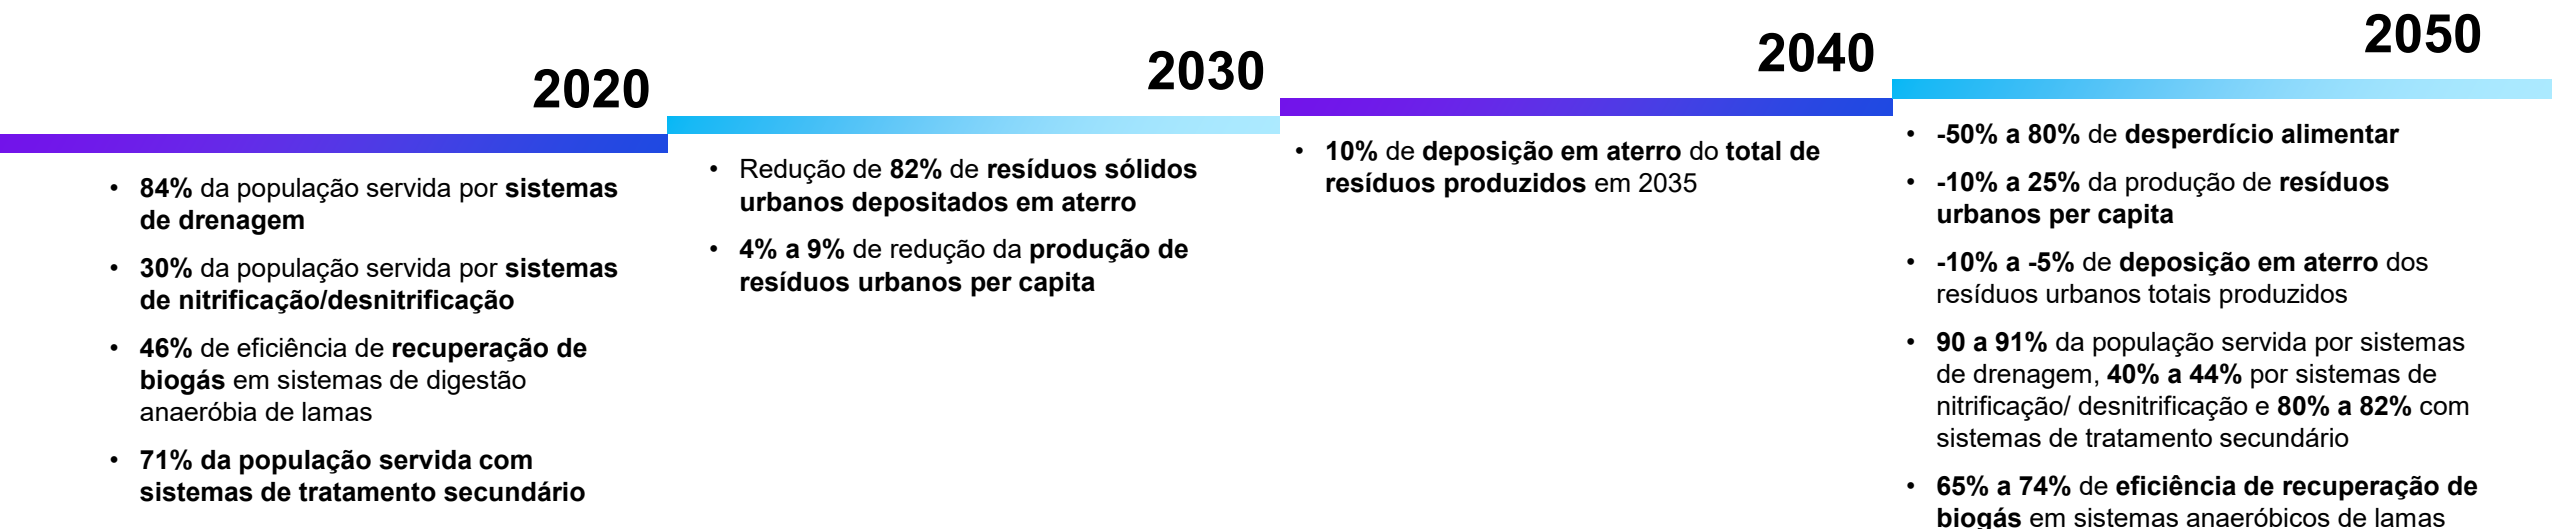 2020
• 84% da população servida por sistemas
de drenagem
• 30% da população servida por sistemas
de nitrificação/desnitrificação
• 46% de eficiência de recuperação de
biogás em sistemas de digestão
anaeróbia de lamas
• 71% da população servida com
sistemas de tratamento secundário
2030
• Redução de 82% de resíduos sólidos
urbanos depositados em aterro
• 4% a 9% de redução da produção de
resíduos urbanos per capita
2040
• 10% de deposição em aterro do total de
resíduos produzidos em 2035
2050
• -50% a 80% de desperdício alimentar
• -10% a 25% da produção de resíduos
urbanos per capita
• -10% a -5% de deposição em aterro dos
resíduos urbanos totais produzidos
• 90 a 91% da população servida por sistemas
de drenagem, 40% a 44% por sistemas de
nitrificação/ desnitrificação e 80% a 82% com
sistemas de tratamento secundário
• 65% a 74% de eficiência de recuperação de
biogás em sistemas anaeróbicos de lamas